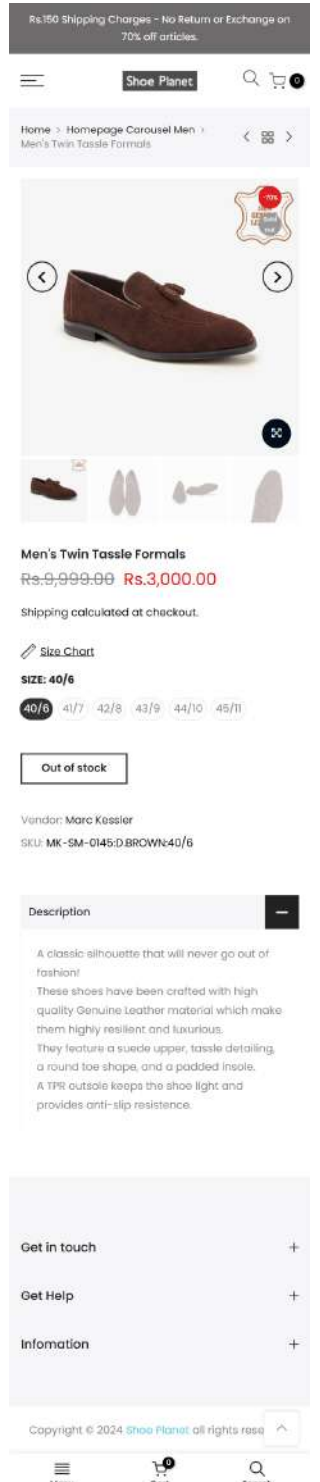 Rs.150 Shipping Charges - No Return or Exchange on
70% off articles.
Shoe Planet
0
Home > Homepage Carousel Men >
Men's Twin Tassle Formals
-70%
Sold
out
Men's Twin Tassle Formals
Rs.9,999.00 Rs.3,000.00
Shipping calculated at checkout.
Size Chart
SIZE: 40/6
40/6 41/7 42/8 43/9 44/10 45/11
Out of stock
Vendor: Marc Kessler
SKU: MK-SM-0145:D.BROWN:40/6
Description
A classic silhouette that will never go out of
fashion!
These shoes have been crafted with high
quality Genuine Leather material which make
them highly resilient and luxurious.
They feature a suede upper, tassle detailing,
a round toe shape, and a padded insole.
A TPR outsole keeps the shoe light and
provides anti-slip resistence.
Get in touch
Get Help
Infomation
Copyright © 2024 Shoe Planet all rights rese
0